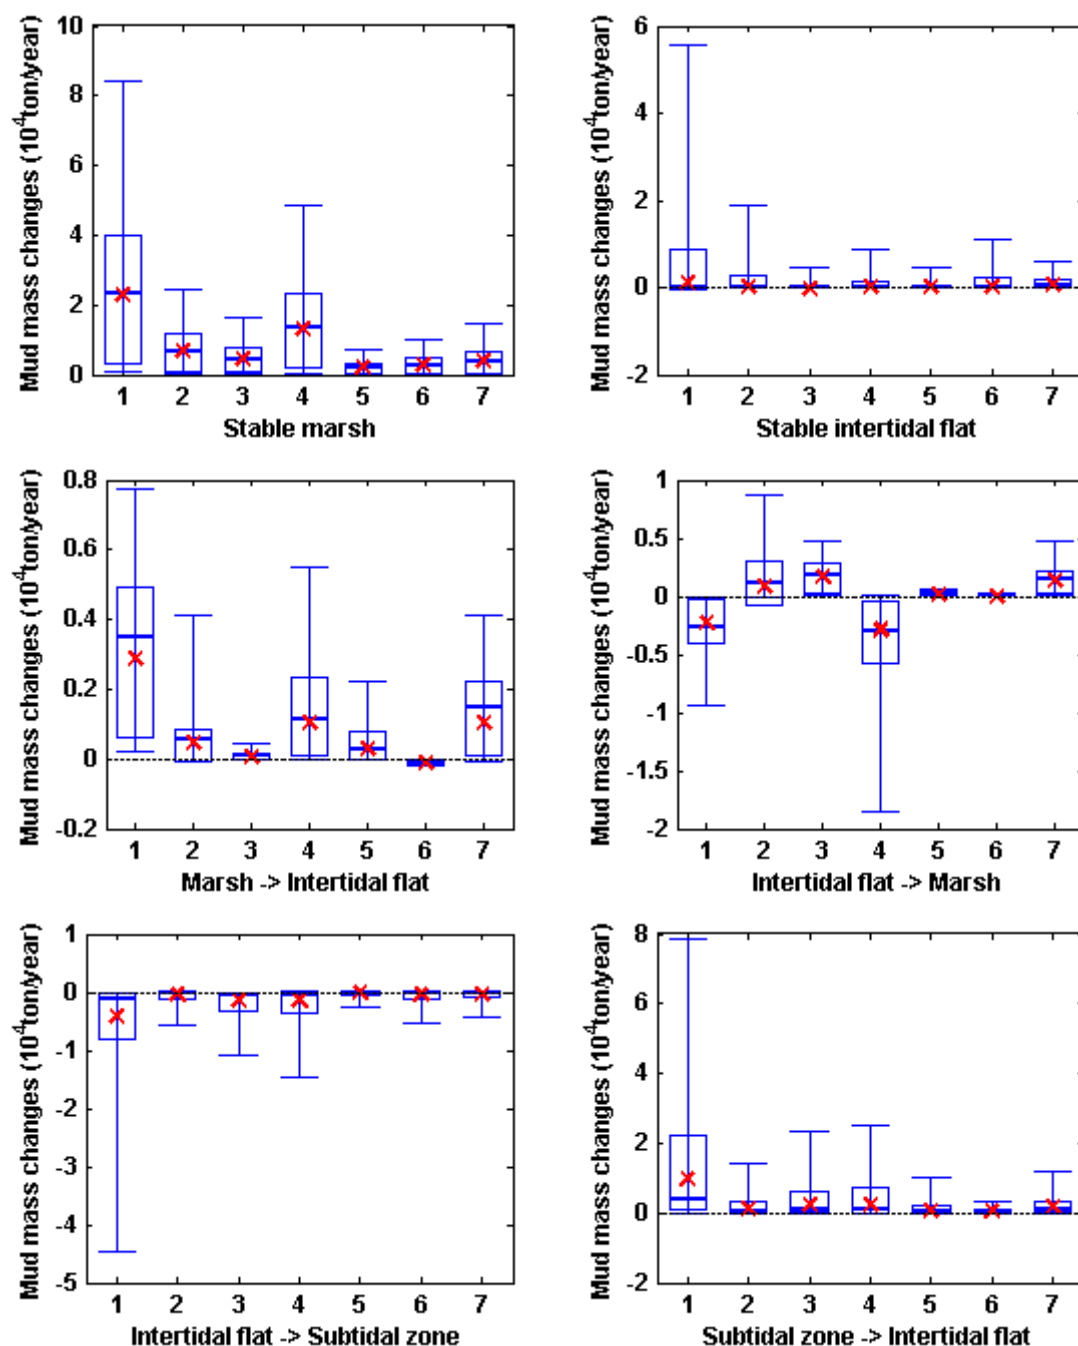 Mud mass changes (10⁴ton/year)
10
8
6
4
2
0
1 2 3 4 5 6 7
Stable marsh
Mud mass changes (10⁴ton/year)
6
4
2
0
-2
1 2 3 4 5 6 7
Stable intertidal flat
Mud mass changes (10⁴ton/year)
0.8
0.6
0.4
0.2
0
-0.2
1 2 3 4 5 6 7
Marsh -> Intertidal flat
Mud mass changes (10⁴ton/year)
1
0.5
0
-0.5
-1
-1.5
-2
1 2 3 4 5 6 7
Intertidal flat -> Marsh
Mud mass changes (10⁴ton/year)
1
0
-1
-2
-3
-4
-5
1 2 3 4 5 6 7
Intertidal flat -> Subtidal zone
Mud mass changes (10⁴ton/year)
8
6
4
2
0
-2
1 2 3 4 5 6 7
Subtidal zone -> Intertidal flat